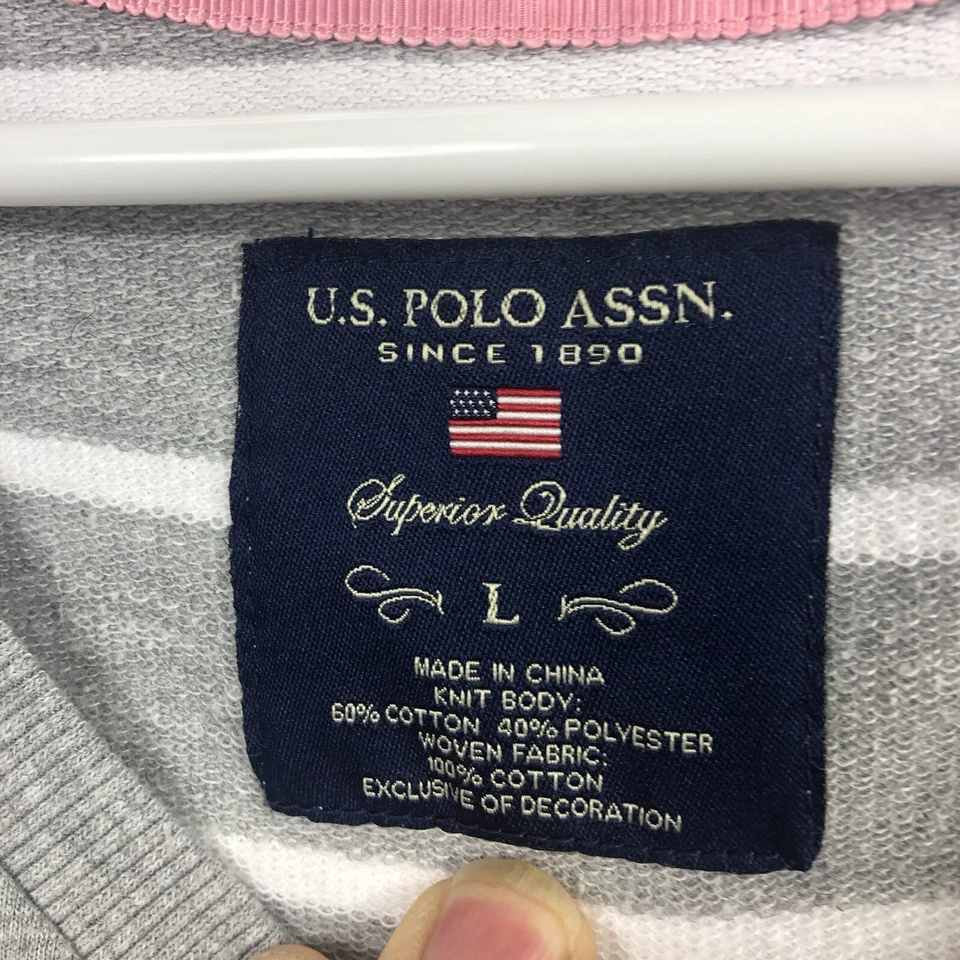 U.S. POLO ASSN.
SINCE 1890
Superior Quality
L
MADE IN CHINA
KNIT BODY:
60% COTTON 40% POLYESTER
WOVEN FABRIC:
100% COTTON
EXCLUSIVE OF DECORATION